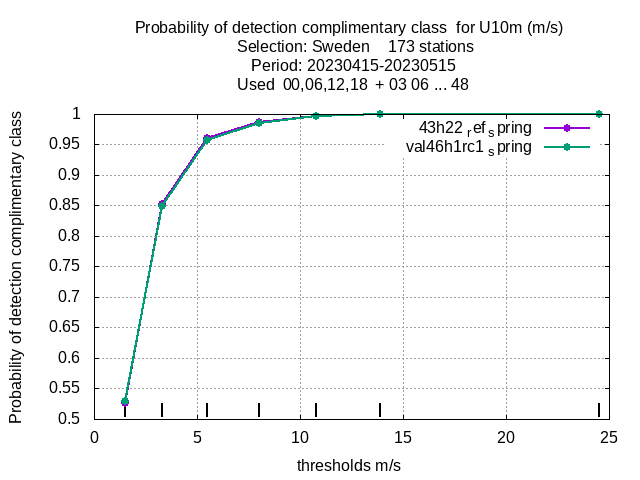 Probability of detection complimentary class  for U10m (m/s)
Selection: Sweden    173 stations
Period: 20230415-20230515
Used  00,06,12,18  + 03 06 ... 48
Probability of detection complimentary class
1
0.95
0.9
0.85
0.8
0.75
0.7
0.65
0.6
0.55
0.5
43h22 ref spring
val46h1rc1 spring
0
5
10
15
20
25
thresholds m/s